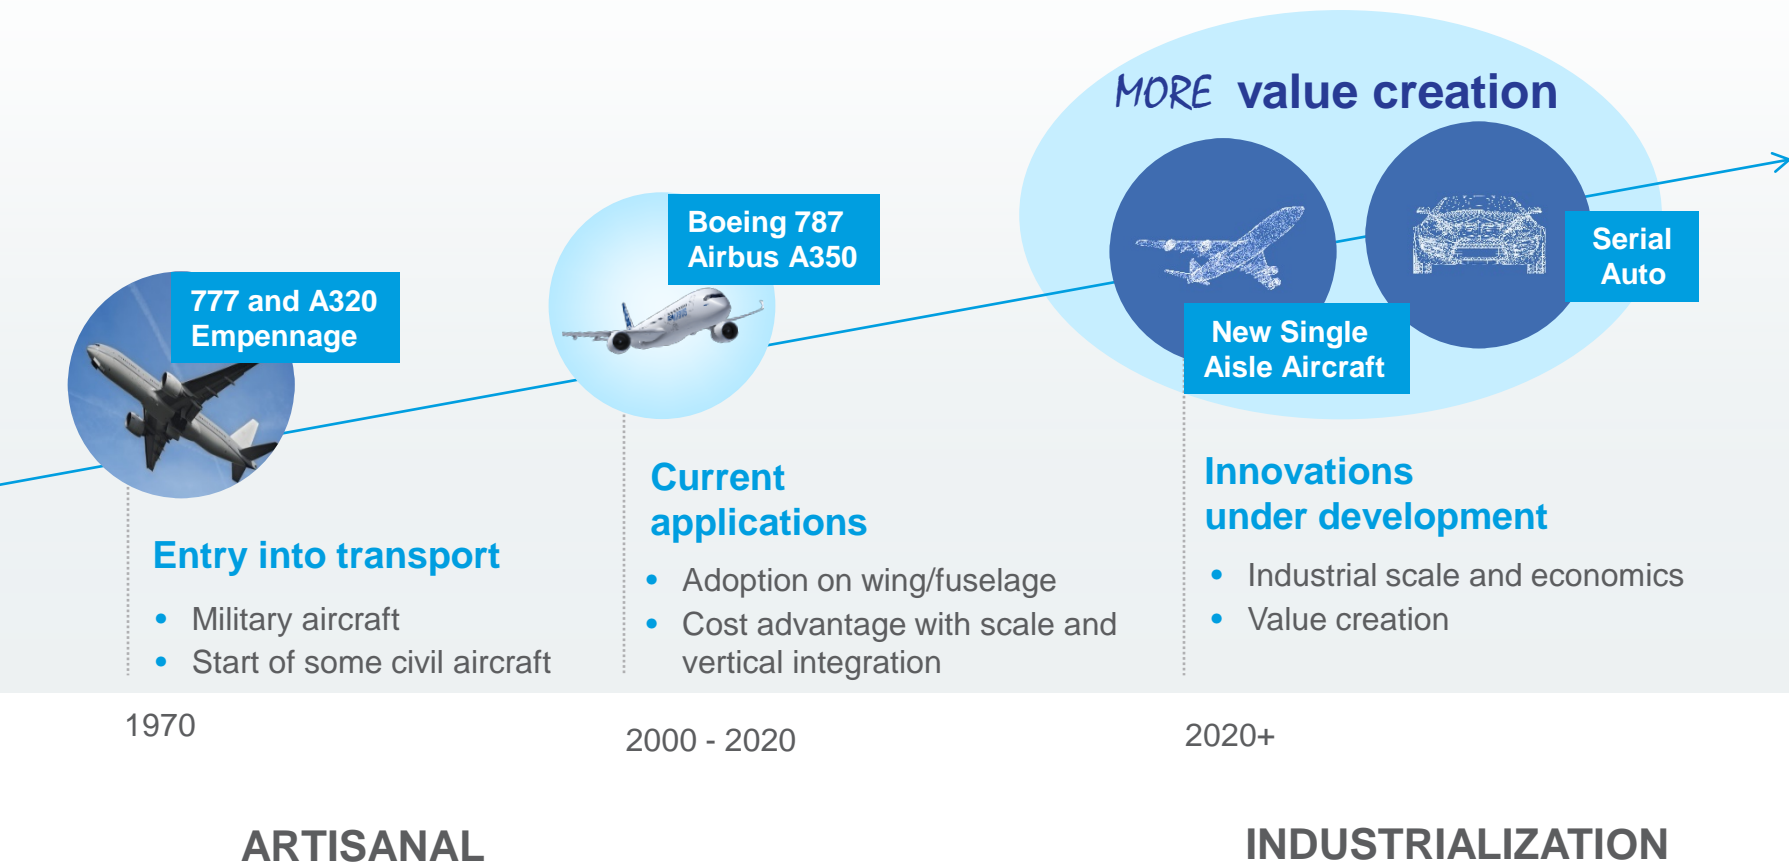 MORE value creation
777 and A320
Empennage
Boeing 787
Airbus A350
New Single
Aisle Aircraft
Serial
Auto
Entry into transport
• Military aircraft
• Start of some civil aircraft
Current
applications
• Adoption on wing/fuselage
• Cost advantage with scale and
vertical integration
Innovations
under development
• Industrial scale and economics
• Value creation
1970
2000 - 2020
2020+
ARTISANAL
INDUSTRIALIZATION